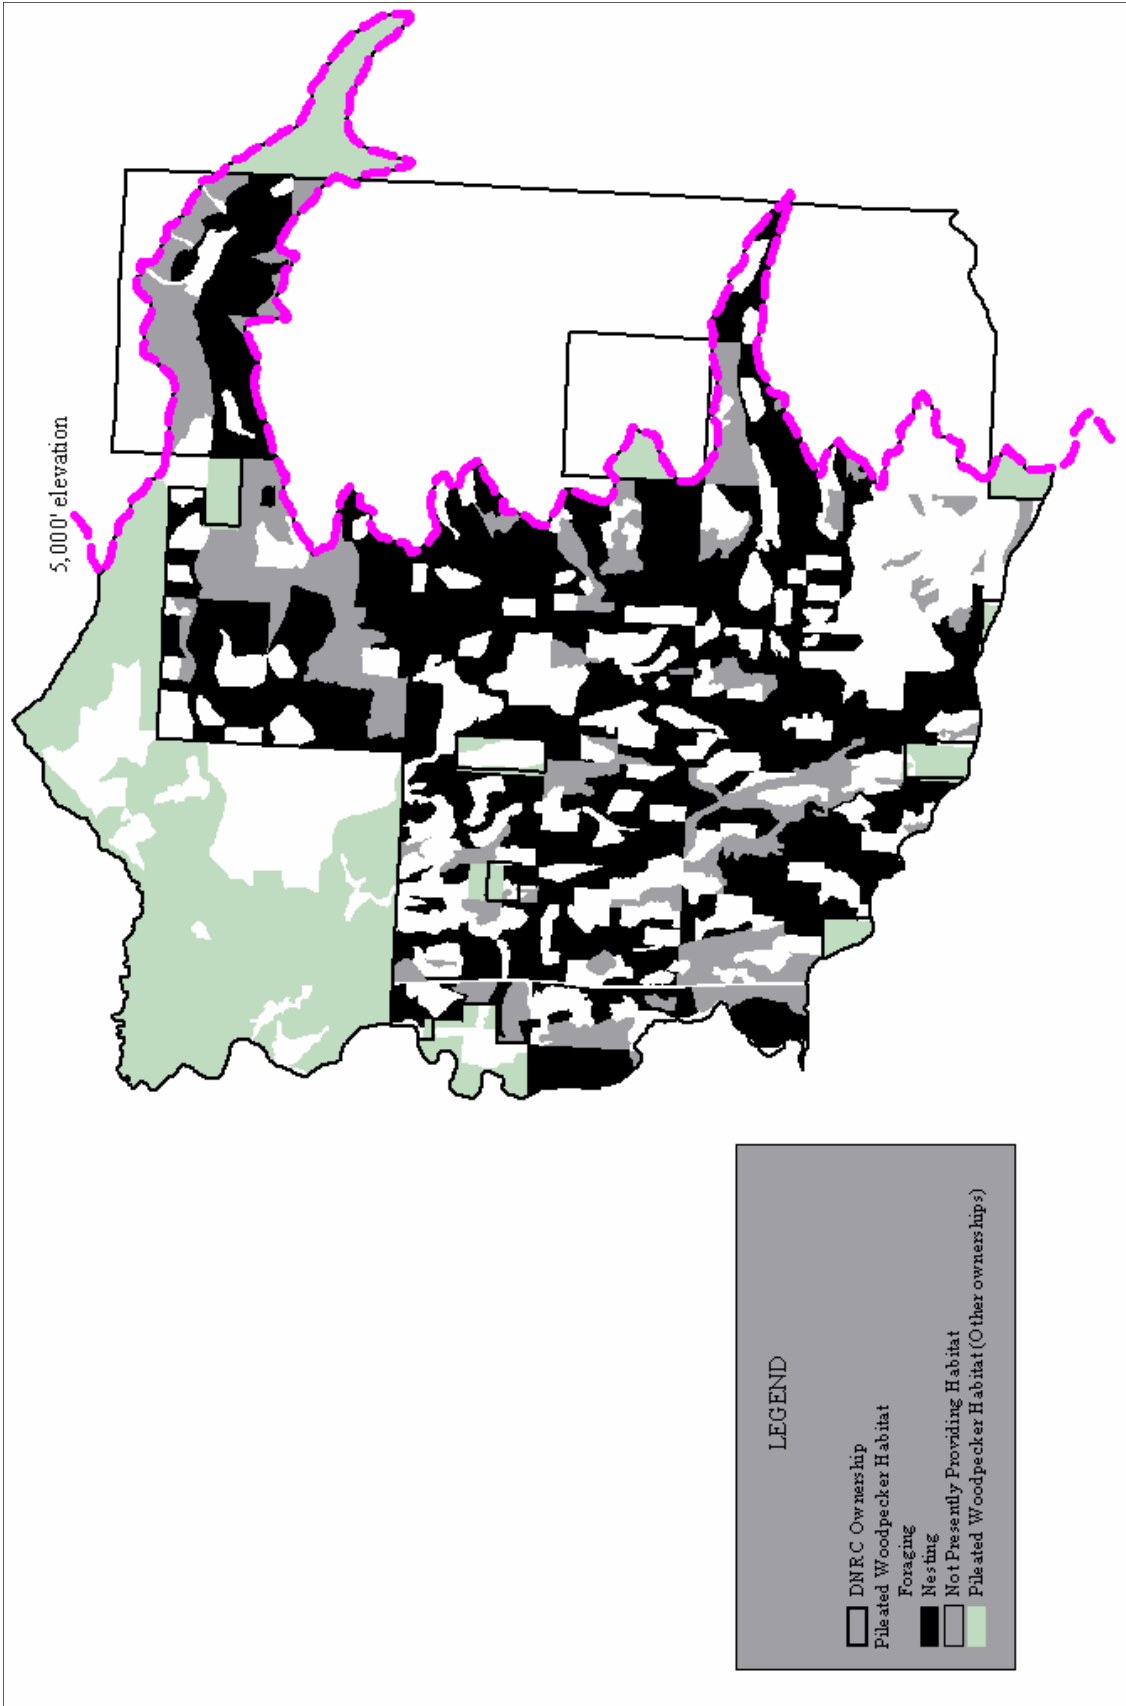 5,000' elevation
LEGEND
DNRC Ownership
Pileated Woodpecker Habitat
Foraging
Nesting
Not Presently Providing Habitat
Pileated Woodpecker Habitat (Other ownerships)